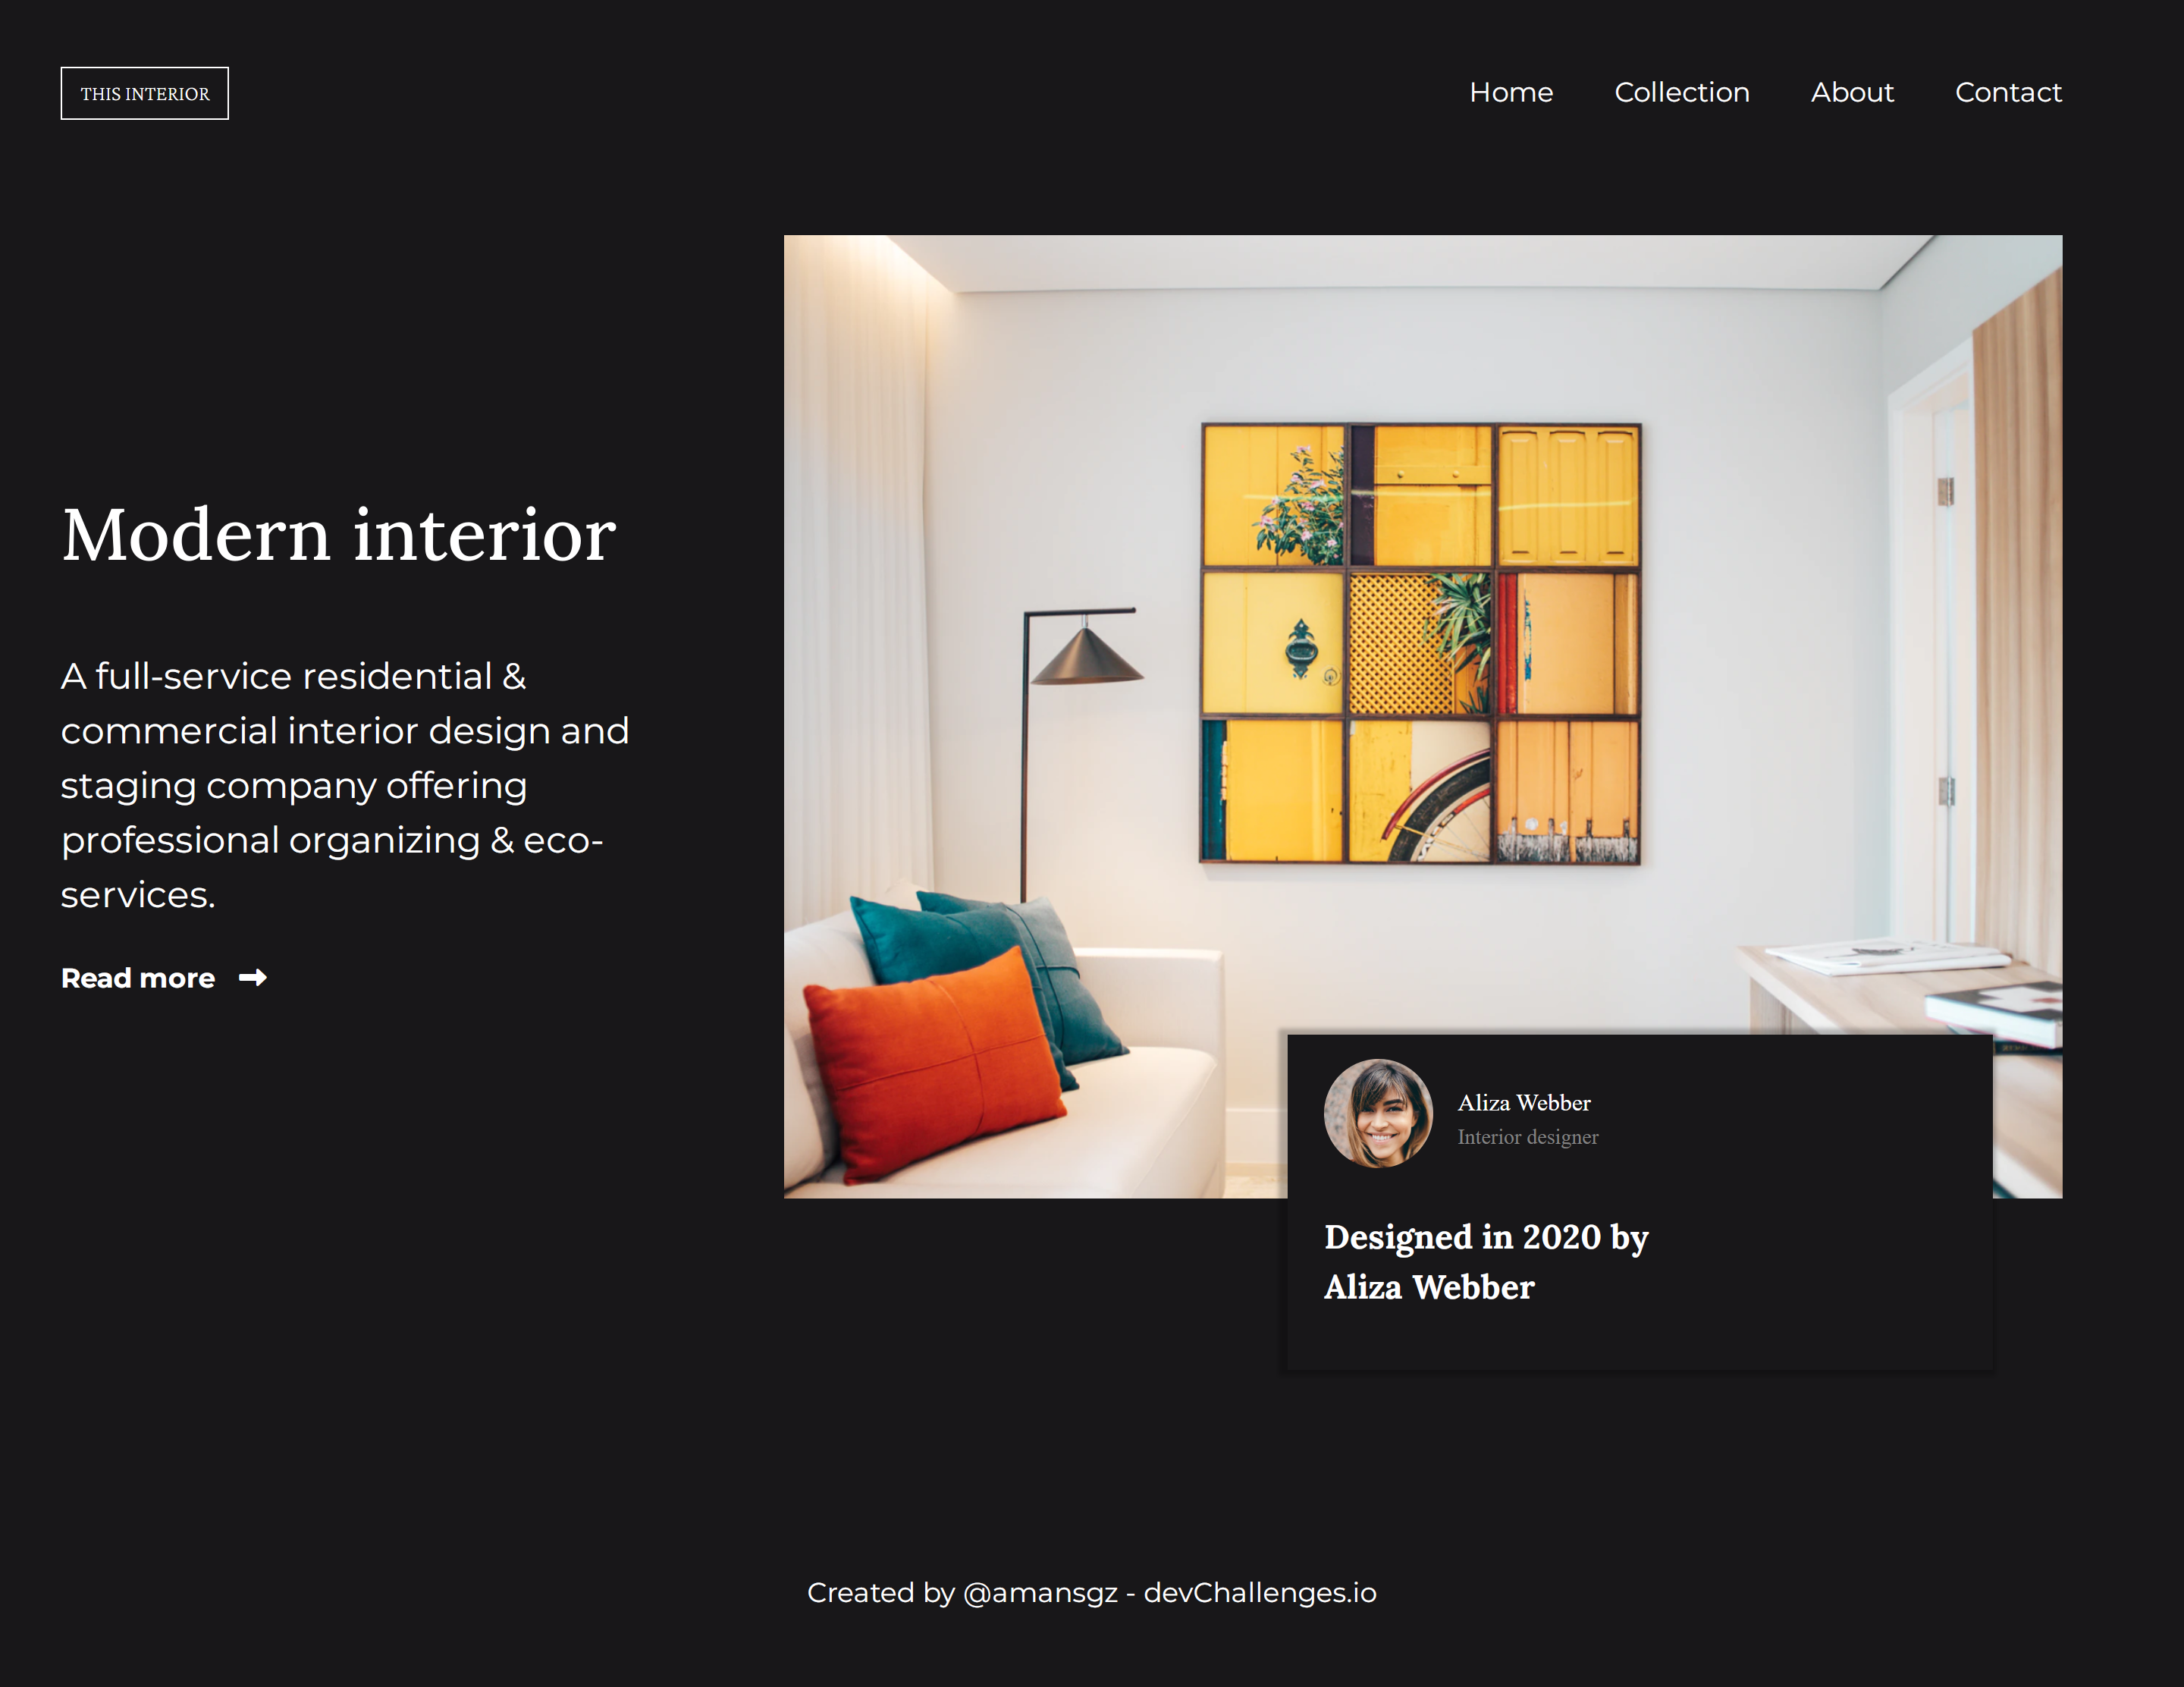 THIS INTERIOR
Home Collection About Contact
Modern interior
A full-service residential &
commercial interior design and
staging company offering
professional organizing & eco-
services.
Read more
Aliza Webber
Interior designer
Designed in 2020 by
Aliza Webber
Created by @amansgz - devChallenges.io